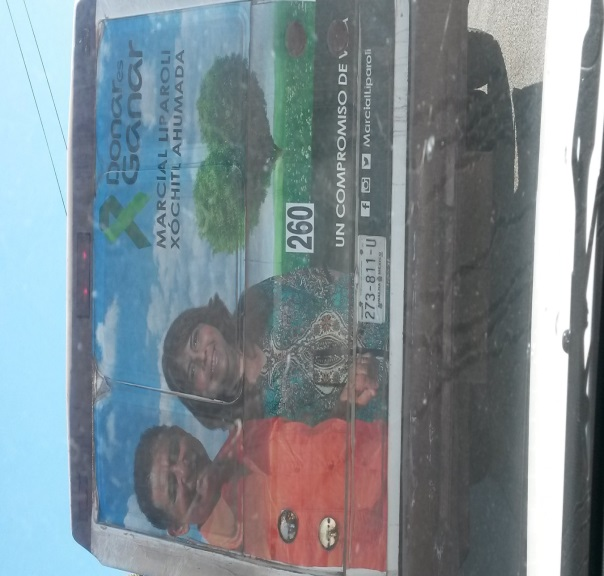 Donar es
Ganar
MARCIAL LIPAROLI
XÓCHITL AHUMADA
260
UN COMPROMISO DE
MarcialLiparoli
273-811-U